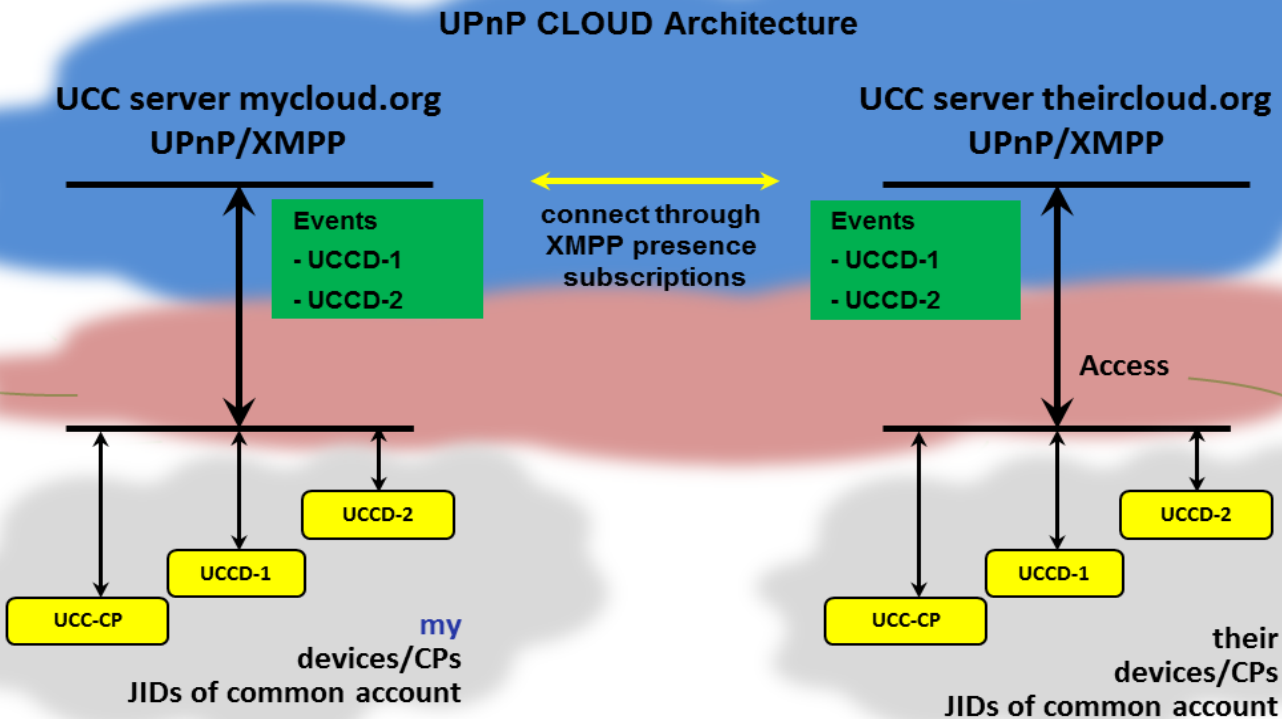 UPnP CLOUD Architecture
UCC server mycloud.org
UPnP/XMPP
UCC server theircloud.org
UPnP/XMPP
Events
- UCCD-1
- UCCD-2
connect through
XMPP presence
subscriptions
Events
- UCCD-1
- UCCD-2
Access
UCCD-2
UCCD-1
UCC-CP
my
devices/CPs
JIDs of common account
UCCD-2
UCCD-1
UCC-CP
their
devices/CPs
JIDs of common account